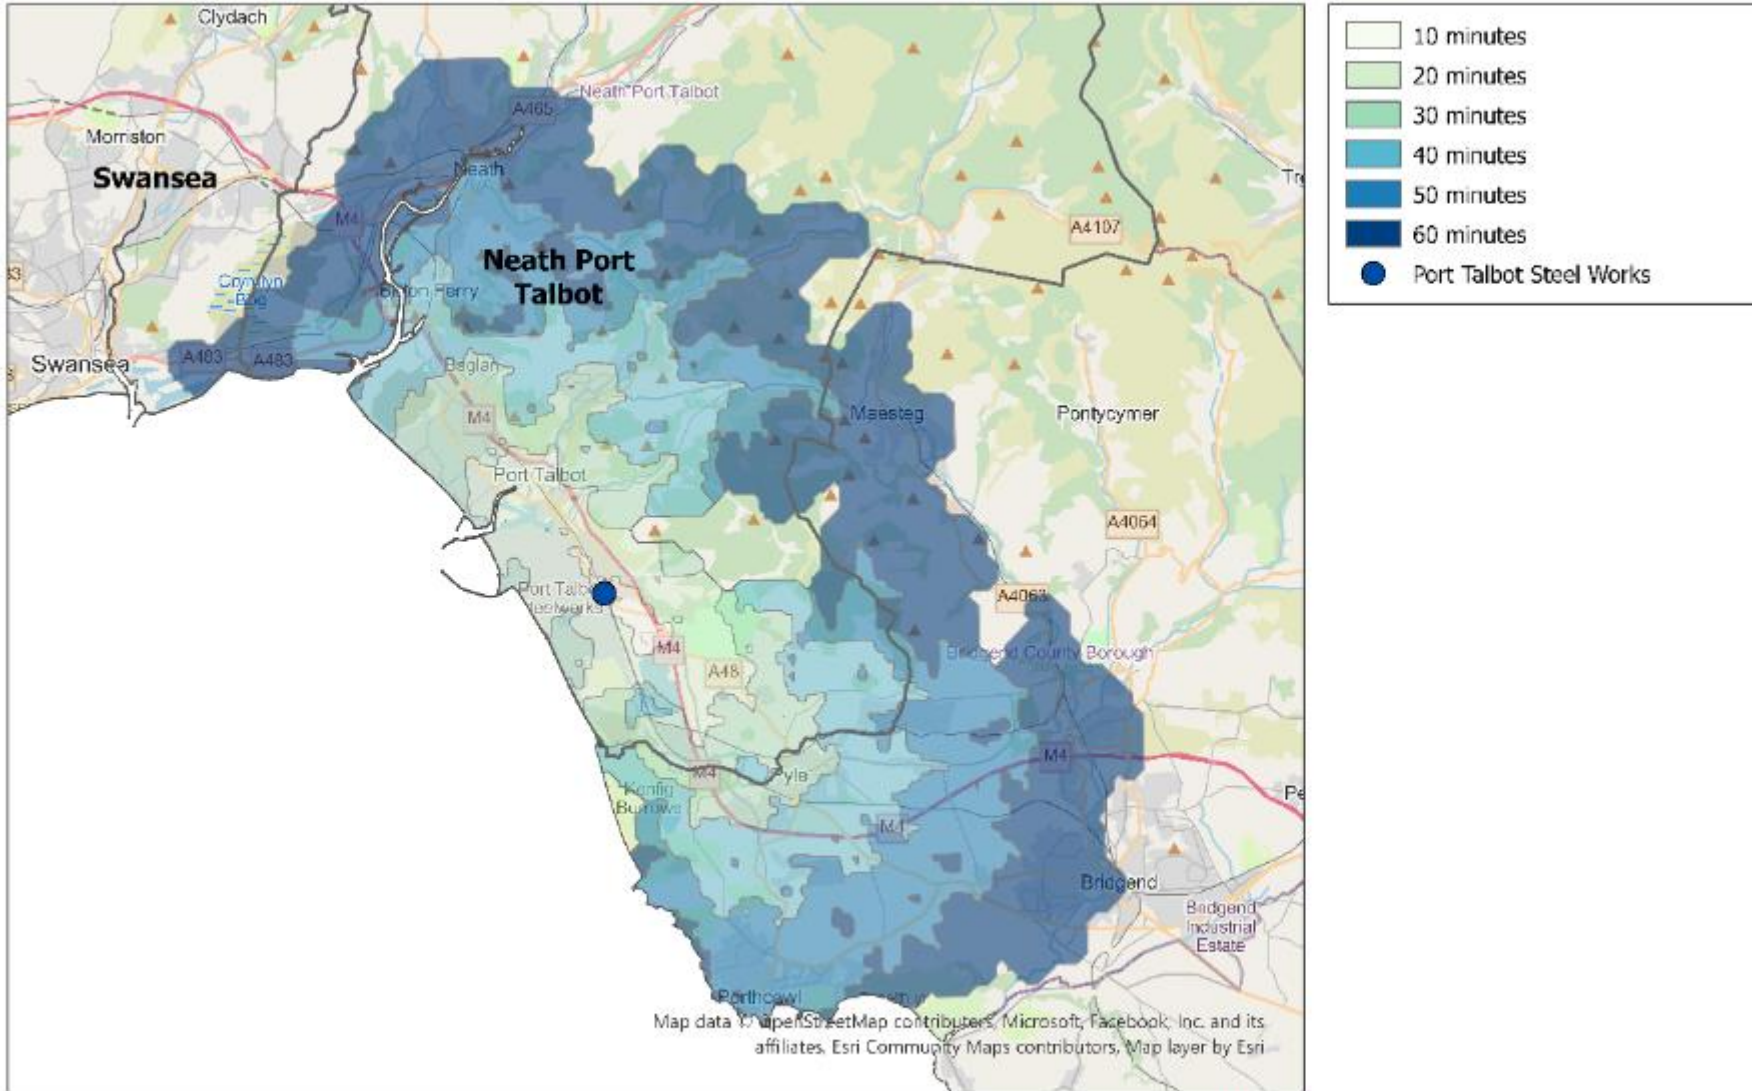 Clydach
Morriston
Swansea
Neath Port Talbot
A465
Neath
M4
A4107
Neath Port
Talbot
Briton Ferry
Crymlyn
Bog
Swansea
A483
A483
Baglan
M4
Maesteg
Pontycymer
Port Talbot
A4064
Port Talbot
Steelworks
A4063
M4
A48
Bridgend County Borough
M4
M4
Pyle
Kenfig
Burrows
M4
Bridgend
Bridgend
Industrial
Estate
Porthcawl
Map data © OpenStreetMap contributors, Microsoft, Facebook, Inc. and its
affiliates, Esri Community Maps contributors, Map layer by Esri
10 minutes
20 minutes
30 minutes
40 minutes
50 minutes
60 minutes
Port Talbot Steel Works